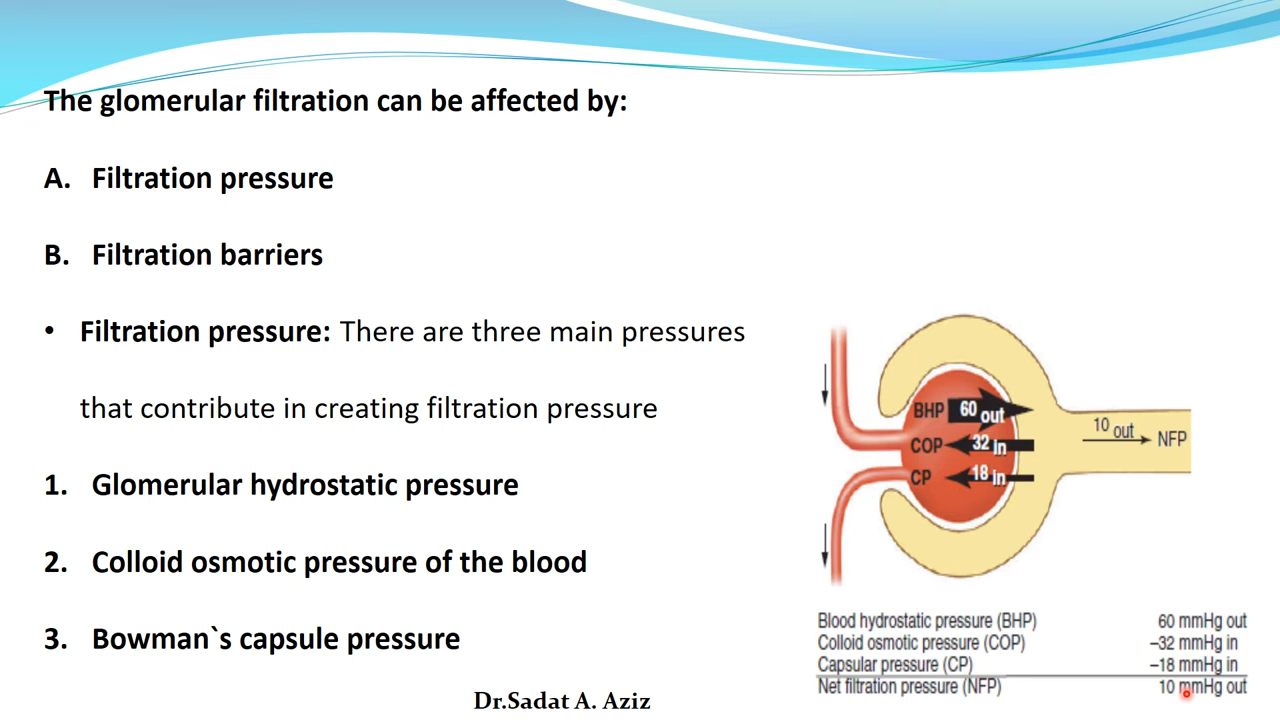 The glomerular filtration can be affected by:
A. Filtration pressure
B. Filtration barriers
• Filtration pressure: There are three main pressures
that contribute in creating filtration pressure
1. Glomerular hydrostatic pressure
2. Colloid osmotic pressure of the blood
3. Bowman`s capsule pressure
BHP 60 out
COP 32 in
CP 18 in
10 out NFP
Blood hydrostatic pressure (BHP) 60 mmHg out
Colloid osmotic pressure (COP) –32 mmHg in
Capsular pressure (CP) –18 mmHg in
Net filtration pressure (NFP) 10 mmHg out
Dr.Sadat A. Aziz